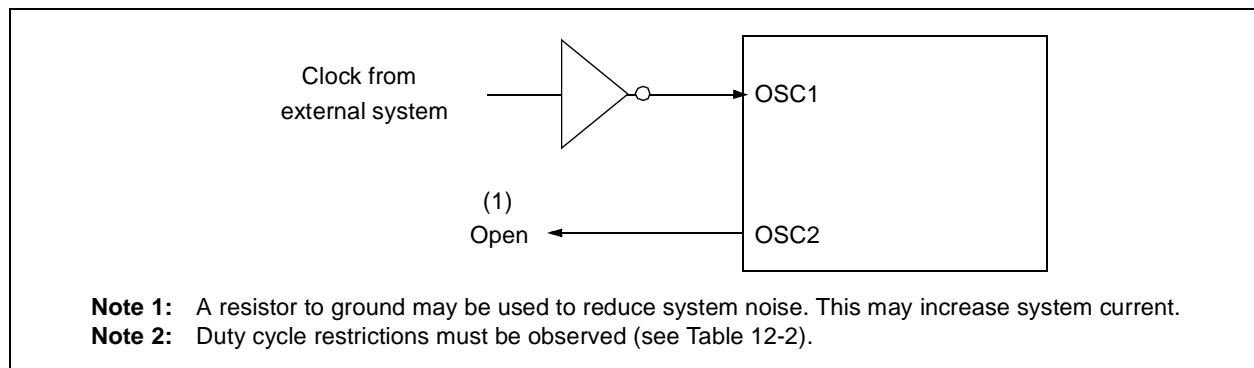 Clock from
external system
OSC1
(1)
Open
OSC2
Note 1: A resistor to ground may be used to reduce system noise. This may increase system current.
Note 2: Duty cycle restrictions must be observed (see Table 12-2).